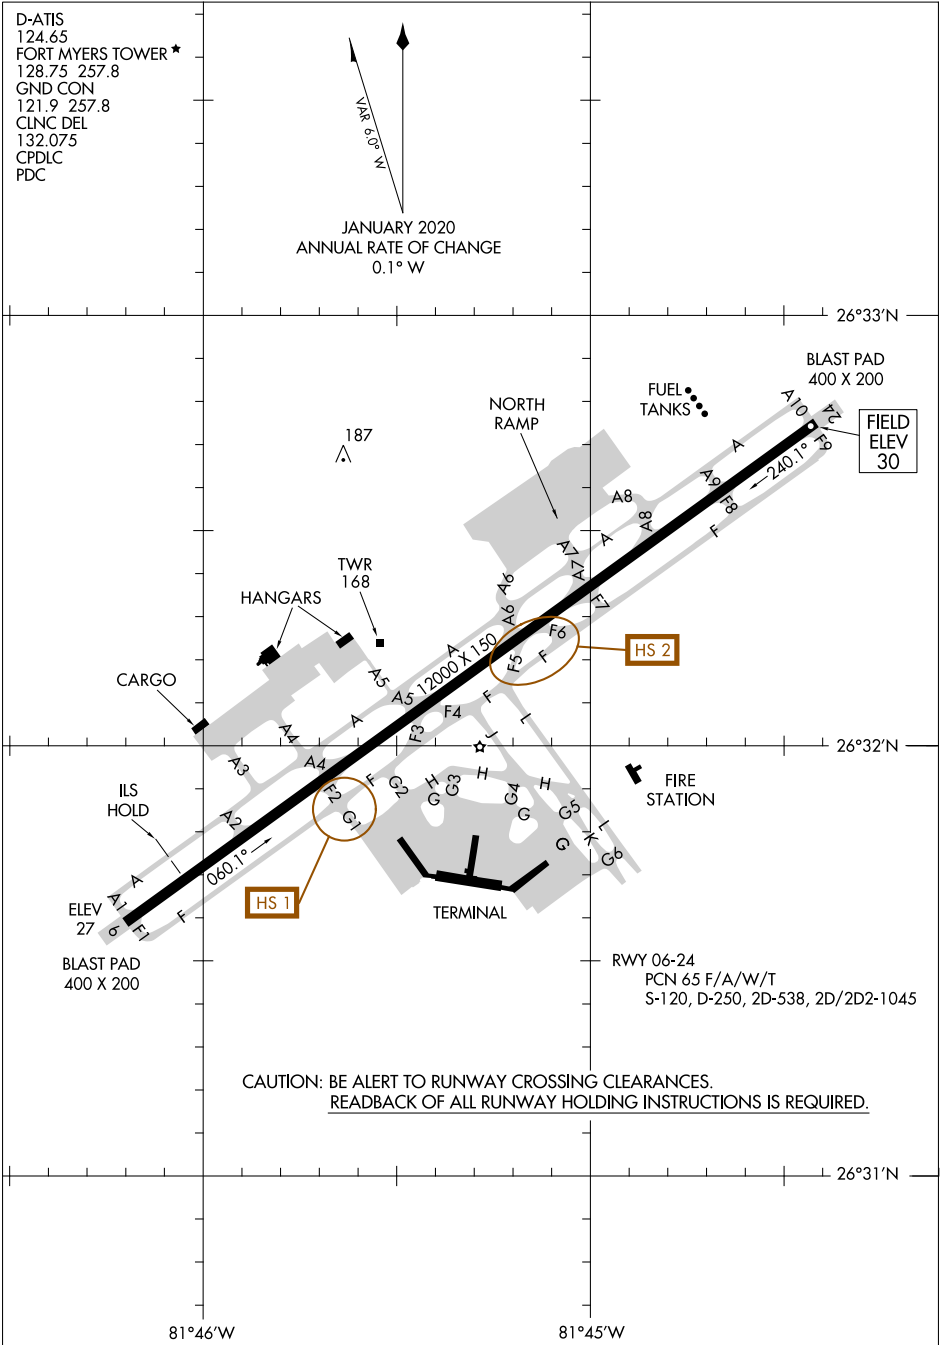 D-ATIS
124.65
FORT MYERS TOWER
128.75 257.8
GND CON
121.9 257.8
CLNC DEL
132.075
CPDLC
PDC
VAR 6.0° W
JANUARY 2020
ANNUAL RATE OF CHANGE
0.1° W
26°33'N
BLAST PAD
400 X 200
FUEL
TANKS
A10
24
F9
FIELD
ELEV
30
NORTH
RAMP
187
A
240.1°
A9
F8
A8
A8
F
A7
A
A7
F7
TWR
168
HANGARS
A6
A6
F6
HS 2
F5
F
A
12000 X 150
A5
A5
F
F4
L
CARGO
A
A4
F3
J
26°32'N
A3
A4
F
G2
H
G3
H
G4
H
FIRE
STATION
ILS
HOLD
F2
G1
G
G
G5
L
A2
K
G
G6
060.1°
A
A1
HS 1
ELEV
27
6
F1
F
TERMINAL
BLAST PAD
400 X 200
RWY 06-24
PCN 65 F/A/W/T
S-120, D-250, 2D-538, 2D/2D2-1045
CAUTION: BE ALERT TO RUNWAY CROSSING CLEARANCES.
READBACK OF ALL RUNWAY HOLDING INSTRUCTIONS IS REQUIRED.
26°31'N
81°46'W
81°45'W